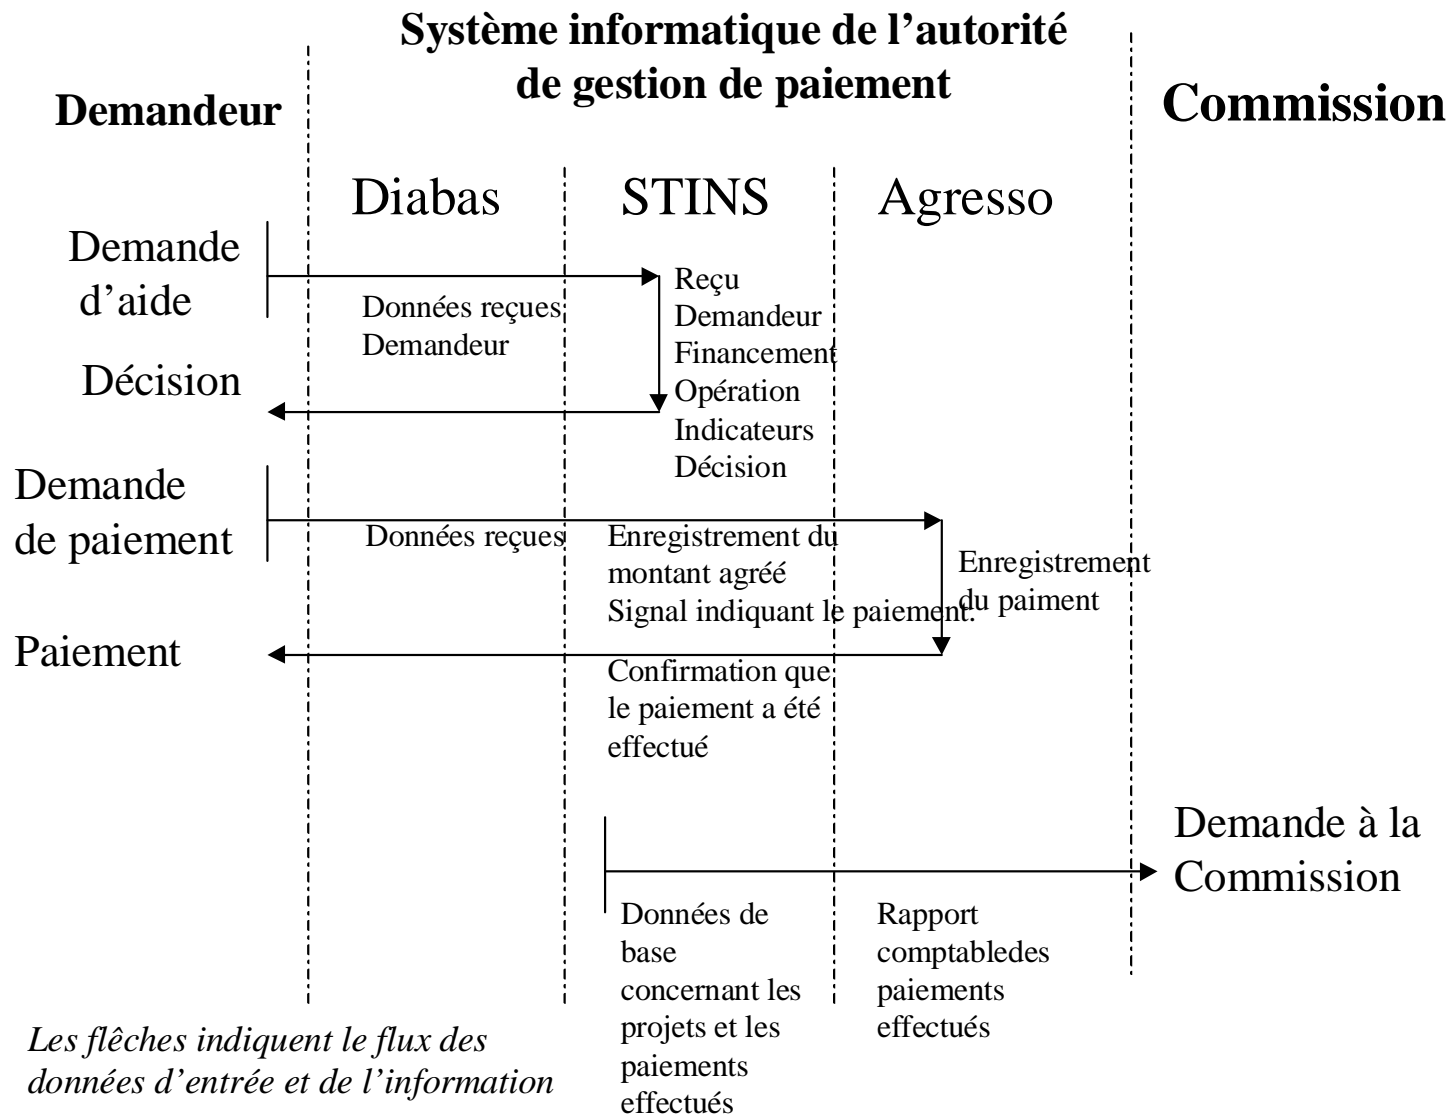 Système informatique de l’autorité
de gestion de paiement
Demandeur
Commission
Diabas
STINS
Agresso
Demande
d’aide
Données reçues
Demandeur
Reçu
Demandeur
Financement
Opération
Indicateurs
Décision
Décision
Demande
de paiement
Données reçues
Enregistrement du
montant agréé
Signal indiquant le paiement.
Enregistrement
du paiment
Paiement
Confirmation que
le paiement a été
effectué
Demande à la
Commission
Données de
base
concernant les
projets et les
paiements
effectués
Rapport
comptabledes
paiements
effectués
Les flêches indiquent le flux des
données d’entrée et de l’information